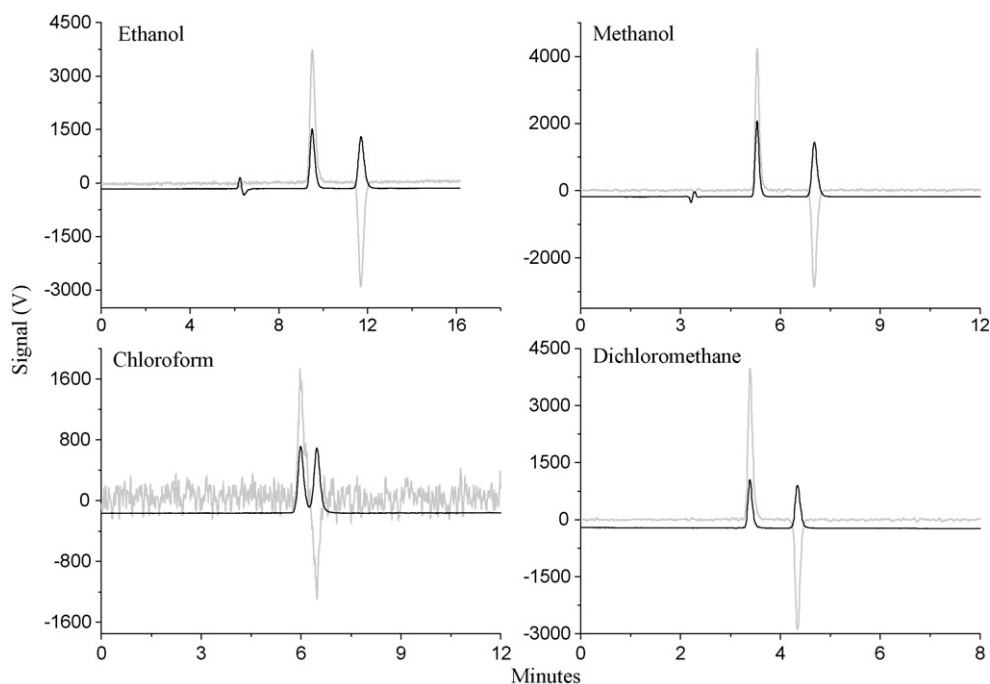 Ethanol
4500
3000
1500
0
-1500
-3000
0 4 8 12 16
Methanol
4000
2000
0
-2000
0 3 6 9 12
Signal (V)
Chloroform
1600
800
0
-800
-1600
0 3 6 9 12
Dichloromethane
4500
3000
1500
0
-1500
-3000
0 2 4 6 8
Minutes